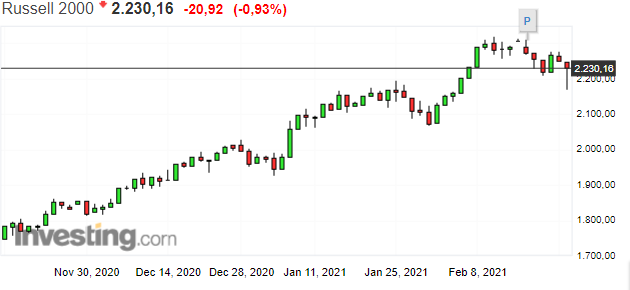 Russell 2000 2.230,16 -20,92 (-0,93%)
P
2.230,16
2.200,00
2.100,00
2.000,00
1.900,00
1.800,00
Investing.com
1.700,00
Nov 30, 2020 Dec 14, 2020 Dec 28, 2020 Jan 11, 2021 Jan 25, 2021 Feb 8, 2021